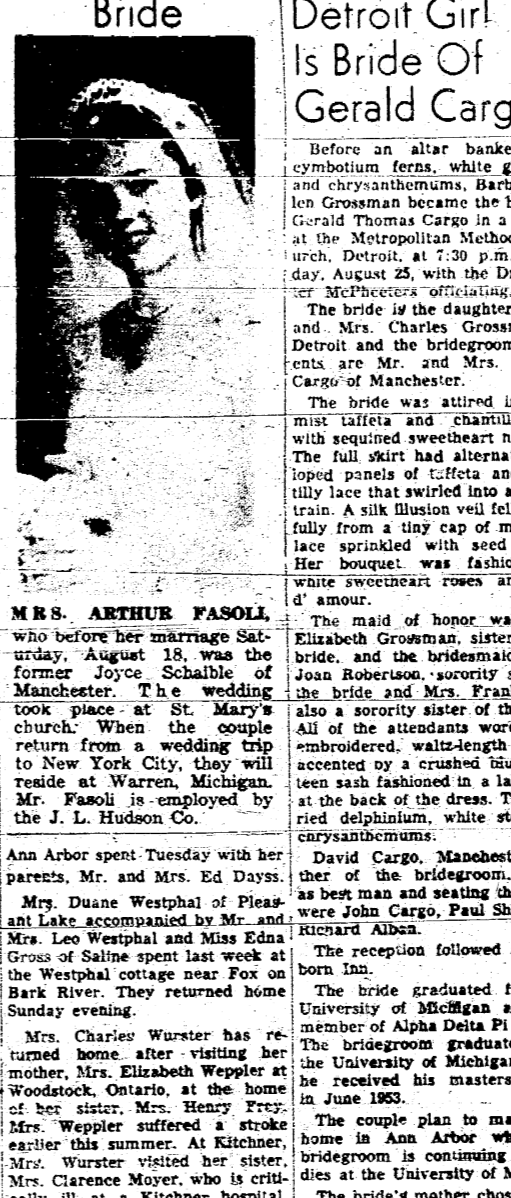 Bride
MRS. ARTHUR FASOLI,
who before her marriage Sat-
urday, August 18, was the
former Joyce Schaible of
Manchester. The wedding
took place at St. Mary's
church. When the couple
return from a wedding trip
to New York City, they will
reside at Warren, Michigan.
Mr. Fasoli is employed by
the J. L. Hudson Co.
Ann Arbor spent Tuesday with her
parents, Mr. and Mrs. Ed Dayss.
Mrs. Duane Westphal of Pleas-
ant Lake accompanied by Mr. and
Mrs. Leo Westphal and Miss Edna
Gross of Saline spent last week at
the Westphal cottage near Fox on
Bark River. They returned home
Sunday evening.
Mrs. Charles Wurster has re-
turned home after visiting her
mother, Mrs. Elizabeth Weppler at
Woodstock, Ontario, at the home
of her sister, Mrs. Henry Frey.
Mrs. Weppler suffered a stroke
earlier this summer. At Kitchner,
Mrs. Wurster visited her sister,
Mrs. Clarence Moyer, who is criti-
cally ill at a Kitchner hospital.
Detroit Girl
Is Bride Of
Gerald Carg
Before an altar banke
cymbotium ferns, white g
and chrysanthemums, Barb
len Grossman became the b
Gerald Thomas Cargo in a
at the Metropolitan Metho
urch, Detroit, at 7:30 p.m.
day, August 25, with the D
ter McPheeters officiating.
The bride is the daughter
and Mrs. Charles Gross
Detroit and the bridegroom
ents are Mr. and Mrs.
Cargo of Manchester.
The bride was attired i
mist taffeta and chantill
with sequined sweetheart n
The full skirt had alterna
loped panels of taffeta an
tilly lace that swirled into a
train. A silk illusion veil fel
fully from a tiny cap of m
lace sprinkled with seed
Her bouquet was fashio
white sweetheart roses an
d' amour.
The maid of honor wa
Elizabeth Grossman, sister
bride, and the bridesmaid
Joan Robertson, sorority s
the bride and Mrs. Fran
also a sorority sister of th
All of the attendants wor
embroidered, waltz-length
accented by a crushed
teen sash fashioned in a la
at the back of the dress. T
ried delphinium, white st
chrysanthemums.
David Cargo, Manchest
ther of the bridegroom,
as best man and seating th
were John Cargo, Paul Sh
Richard Alban.
The reception followed
born Inn.
The bride graduated f
University of Michigan a
member of Alpha Delta Pi
The bridegroom graduate
the University of Michigan
he received his masters
in June 1953.
The couple plan to ma
home in Ann Arbor wh
bridegroom is continuing
dies at the University of M
The bride's mother chos